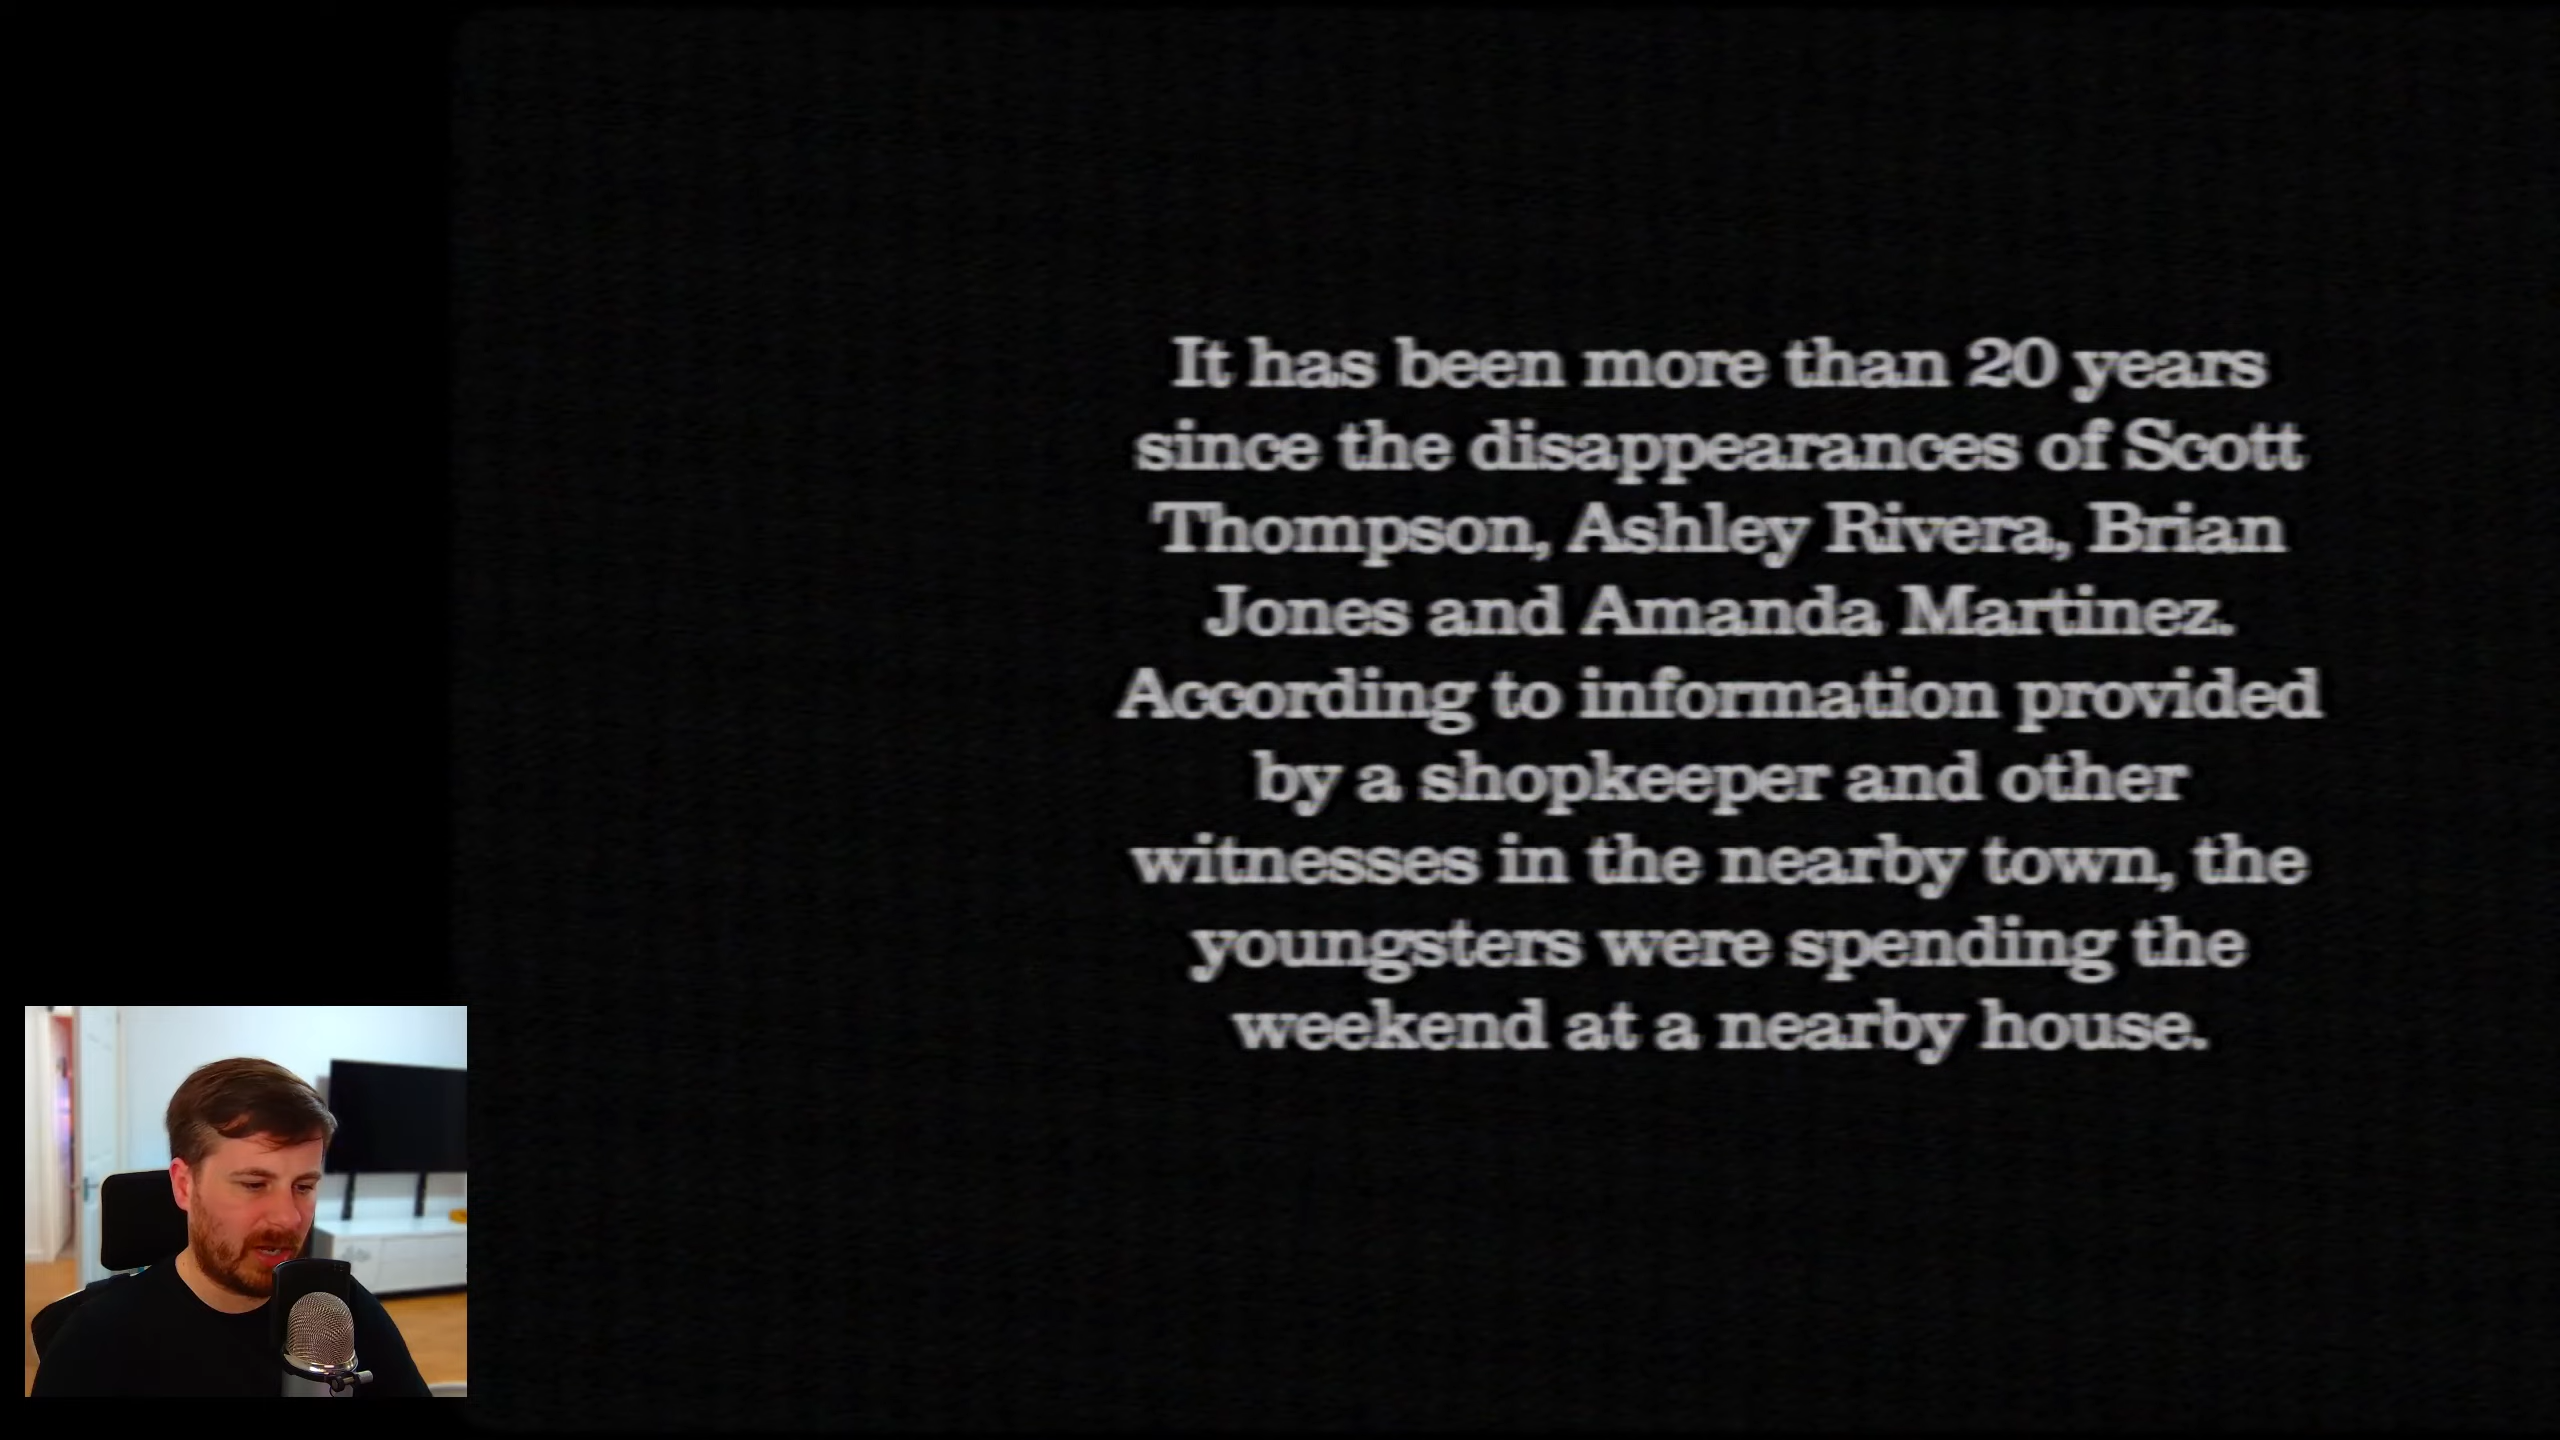 It has been more than 20 years
since the disappearances of Scott
Thompson, Ashley Rivera, Brian
Jones and Amanda Martinez.
According to information provided
by a shopkeeper and other
witnesses in the nearby town, the
youngsters were spending the
weekend at a nearby house.